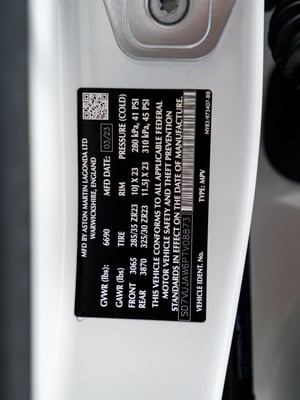 MFD BY ASTON MARTIN LAGONDA LTD
WARWICKSHIRE, ENGLAND
03/23
GVWR (lbs): 6690
GAWR (lbs) TIRE RIM PRESSURE (COLD)
FRONT 3065 285/35 ZR23 10J X 23 280 kPa, 41 PSI
REAR 3870 325/30 ZR23 11.5J X 23 310 kPa, 45 PSI
THIS VEHICLE CONFORMS TO ALL APPLICABLE FEDERAL
MOTOR VEHICLE SAFETY AND THEFT PREVENTION
STANDARDS IN EFFECT ON THE DATE OF MANUFACTURE
SD7VUJAW6PTV08873
VEHICLE IDENT, No. TYPE: MPV